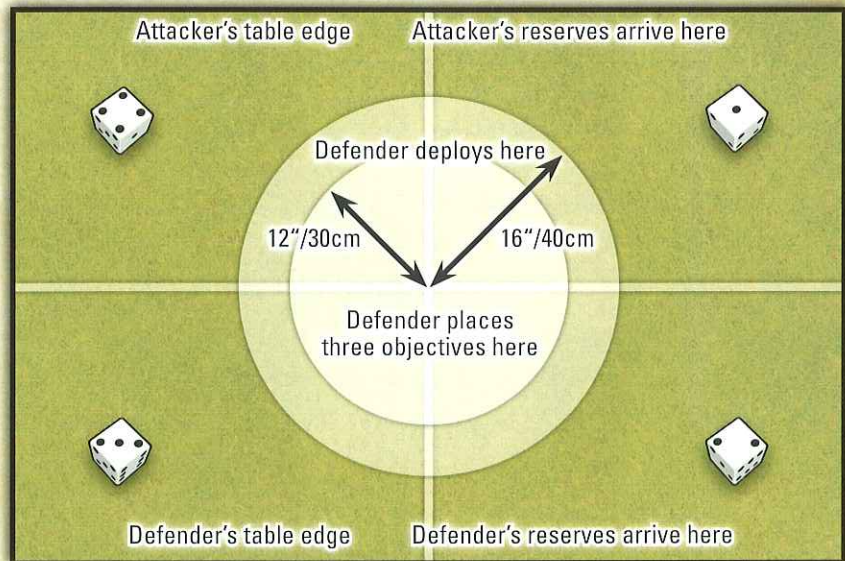 Attacker's table edge
Attacker's reserves arrive here
Defender deploys here
12"/30cm
16"/40cm
Defender places
three objectives here
Defender's table edge
Defender's reserves arrive here